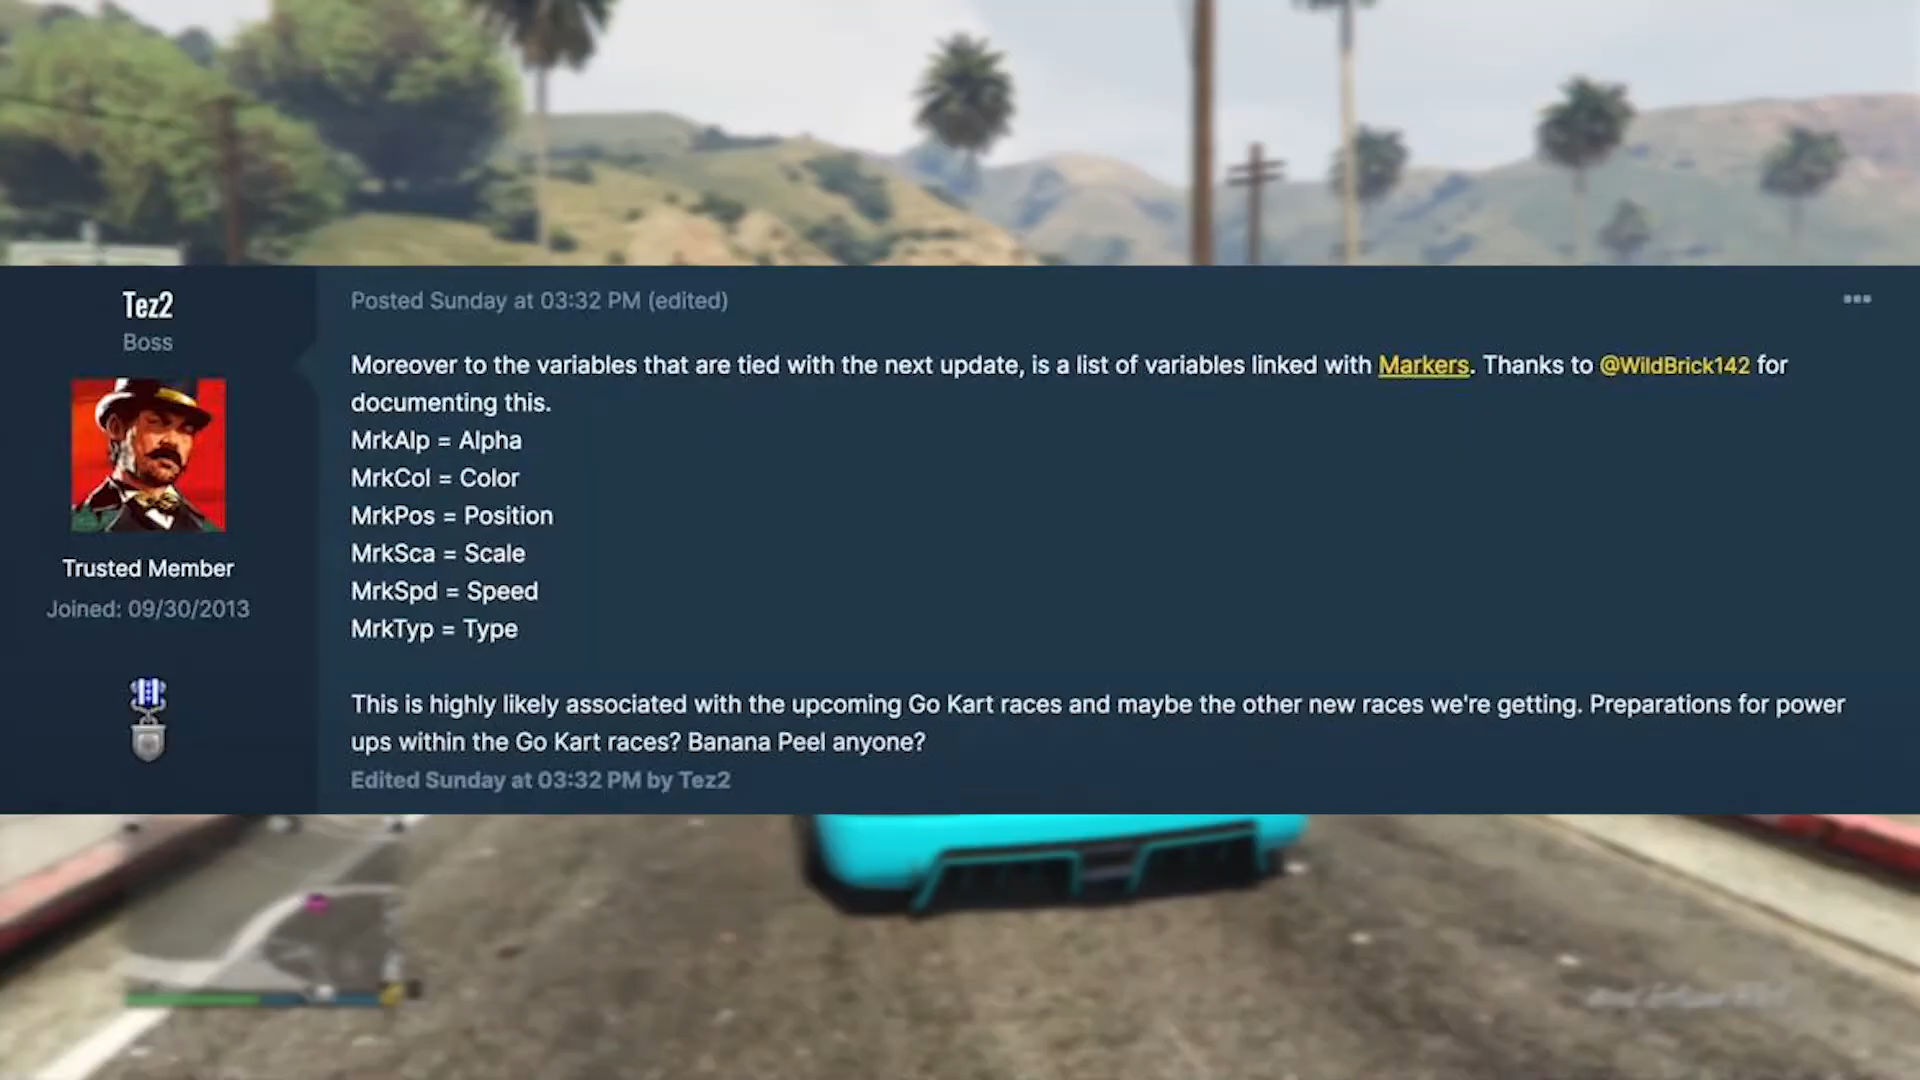 Tez2
Boss
Trusted Member
Joined: 09/30/2013
Posted Sunday at 03:32 PM (edited)
Moreover to the variables that are tied with the next update, is a list of variables linked with Markers. Thanks to @WildBrick142 for
documenting this.
MrkAlp = Alpha
MrkCol = Color
MrkPos = Position
MrkSca = Scale
MrkSpd = Speed
MrkTyp = Type
This is highly likely associated with the upcoming Go Kart races and maybe the other new races we're getting. Preparations for power
ups within the Go Kart races? Banana Peel anyone?
Edited Sunday at 03:32 PM by Tez2